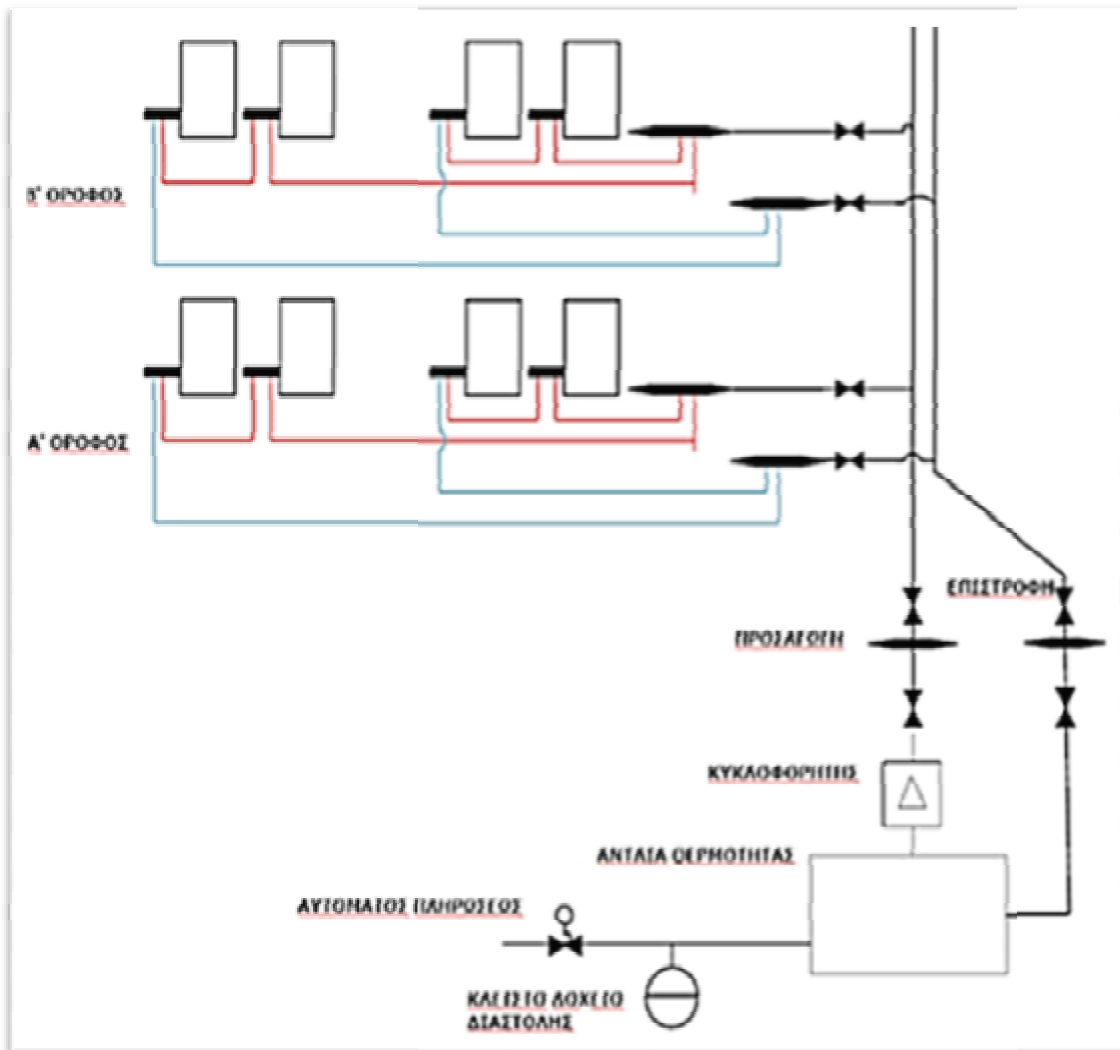 Β' ΟΡΟΦΟΣ
Α' ΟΡΟΦΟΣ
ΕΠΙΣΤΡΟΦΗ
ΠΡΟΣΑΓΩΓΗ
ΚΥΚΛΟΦΟΡΗΤΗΣ
ΑΝΤΛΙΑ ΘΕΡΜΟΤΗΤΑΣ
ΑΥΤΟΜΑΤΟΣ ΠΛΗΡΩΣΕΩΣ
ΚΛΕΙΣΤΟ ΔΟΧΕΙΟ
ΔΙΑΣΤΟΛΗΣ